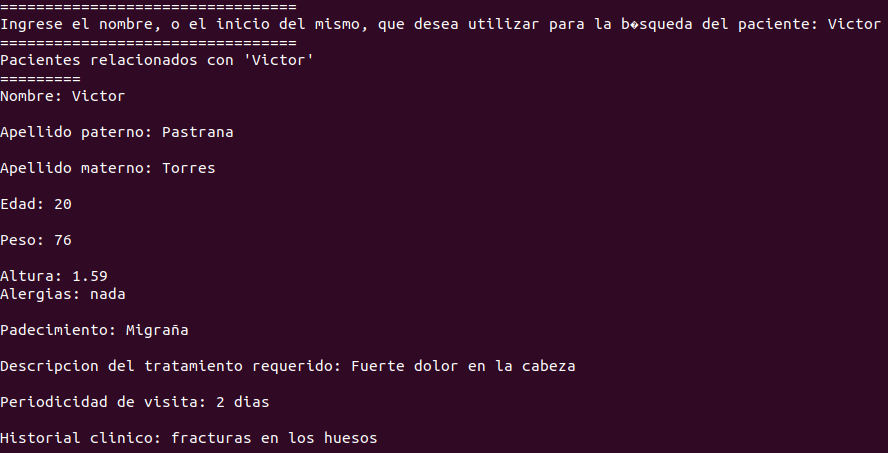 =================================
Ingrese el nombre, o el inicio del mismo, que desea utilizar para la b�squeda del paciente: Victor
=================================
Pacientes relacionados con 'Victor'
=========
Nombre: Victor
Apellido paterno: Pastrana
Apellido materno: Torres
Edad: 20
Peso: 76
Altura: 1.59
Alergias: nada
Padecimiento: Migraña
Descripcion del tratamiento requerido: Fuerte dolor en la cabeza
Periodicidad de visita: 2 dias
Historial clinico: fracturas en los huesos